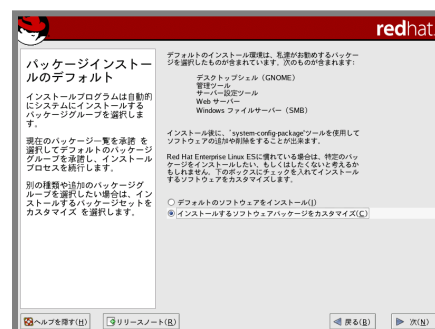 redhat.
パッケージインストー
ルのデフォルト
インストールプログラムは自動的
にシステムにインストールする
パッケージグループを選択しま
す。
現在のパッケージ一覧を承諾 を
選択してデフォルトのパッケージ
グループを承諾し、インストール
プロセスを続行します。
別の種類や追加のパッケージグ
ループを選択したい場合は、イン
ストールするパッケージセットを
カスタマイズ を選択します。
デフォルトのインストール環境は、私達がお勧めするパッケー
ジを選択したものが含まれています。次のものが含まれます:
デスクトップシェル（GNOME）
管理ツール
サーバー設定ツール
Web サーバー
Windows ファイルサーバー（SMB）
インストール後に、`system-config-package'ツールを使用して
ソフトウェアの追加や削除をすることが出来ます。
Red Hat Enterprise Linux ESに慣れている場合は、特定のパッ
ケージをインストールしたい、もしくはしたくないと考えるか
もしれません。下のボックスにチェックを入れてインストール
するソフトウェアをカスタマイズします。
デフォルトのソフトウェアをインストール(I)
インストールするソフトウェアパッケージをカスタマイズ(C)
ヘルプを隠す(H)
リリースノート(R)
戻る(B)
次(N)